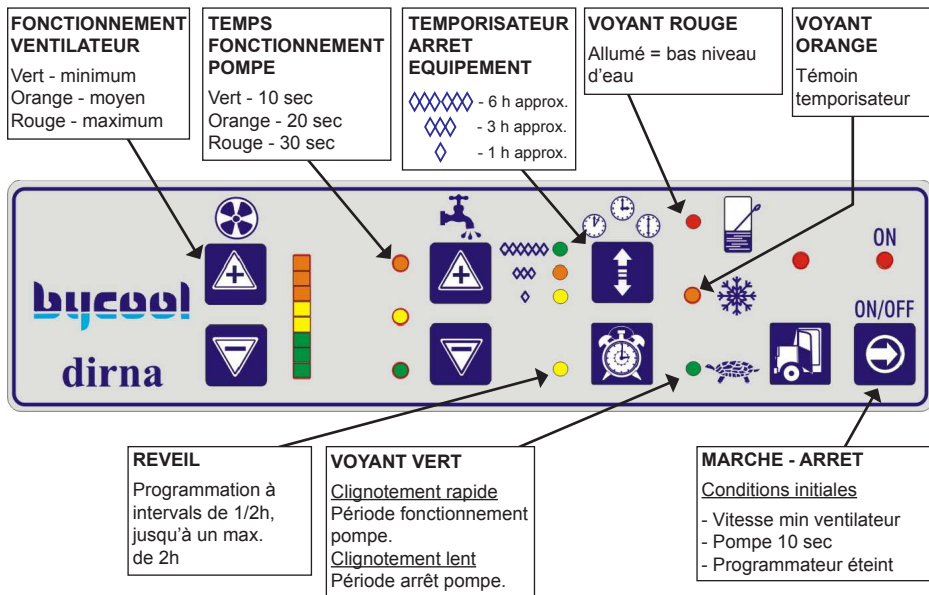 FONCTIONNEMENT
VENTILATEUR
Vert - minimum
Orange - moyen
Rouge - maximum
TEMPS
FONCTIONNEMENT
POMPE
Vert - 10 sec
Orange - 20 sec
Rouge - 30 sec
TEMPORISATEUR
ARRET
EQUIPEMENT
- 6 h approx.
- 3 h approx.
- 1 h approx.
VOYANT ROUGE
Allumé = bas niveau
d'eau
VOYANT
ORANGE
Témoin
temporisateur
bycool
dirna
ON
ON/OFF
REVEIL
Programmation à
intervals de 1/2h,
jusqu'à un max.
de 2h
VOYANT VERT
Clignotement rapide
Période fonctionnement
pompe.
Clignotement lent
Période arrêt pompe.
MARCHE - ARRET
Conditions initiales
- Vitesse min ventilateur
- Pompe 10 sec
- Programmateur éteint